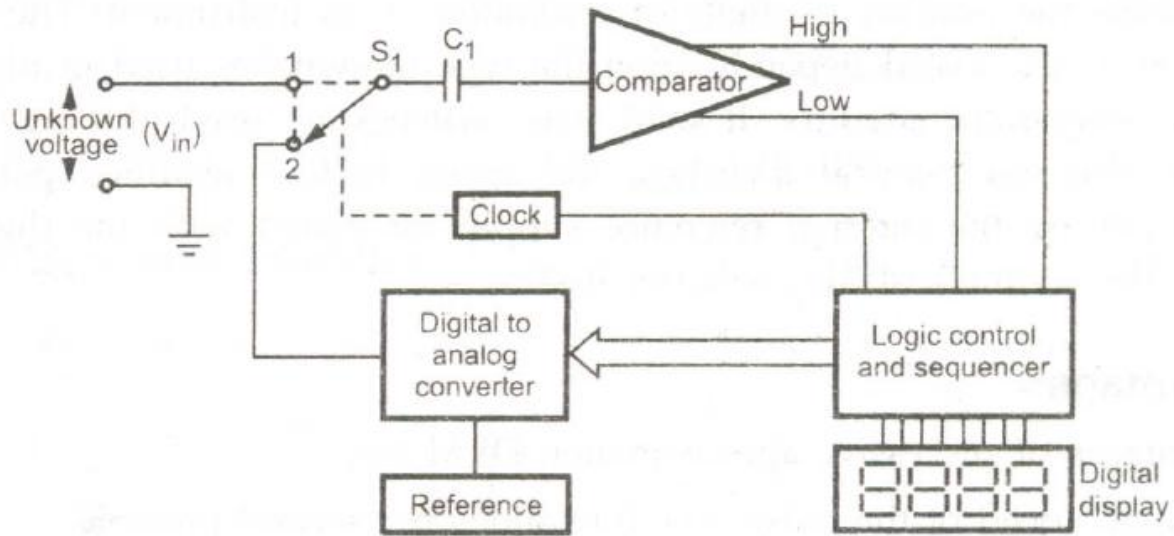 High
C1
S1
1
Comparator
Low
Unknown
voltage
(Vin)
2
Clock
Digital to
analog
converter
Logic control
and sequencer
Reference
Digital
display